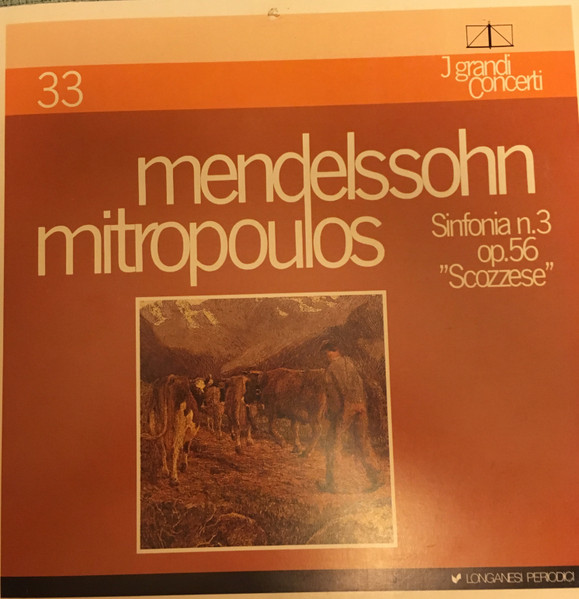 33
J grandi
Concerti
mendelssohn
mitropoulos
Sinfonia n.3
op.56
"Scozzese"
LONGANESI PERIODICI